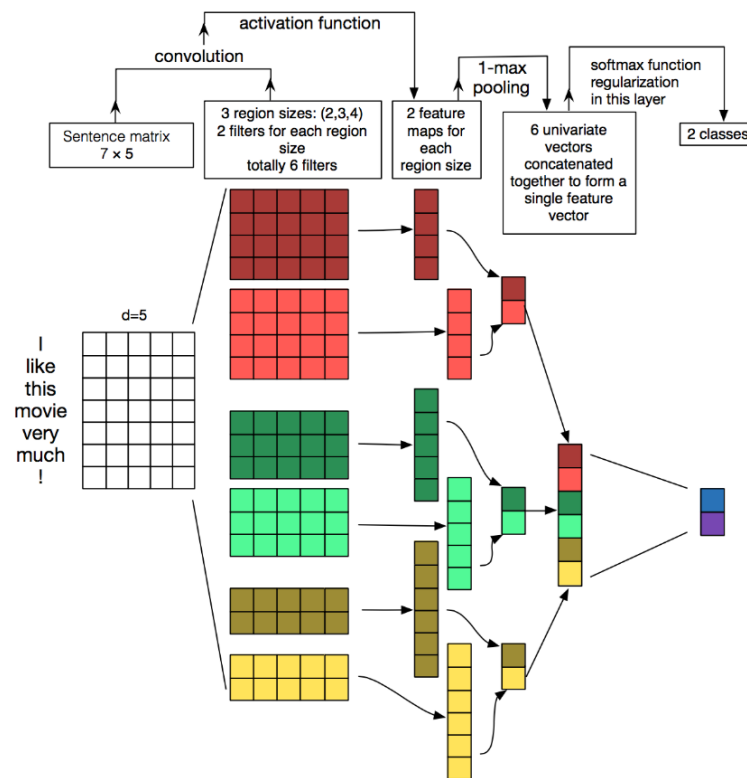 activation function
convolution
1-max
pooling
softmax function
regularization
in this layer
Sentence matrix
7 × 5
3 region sizes: (2,3,4)
2 filters for each region
size
totally 6 filters
2 feature
maps for
each
region size
6 univariate
vectors
concatenated
together to form a
single feature
vector
2 classes
d=5
I
like
this
movie
very
much
!